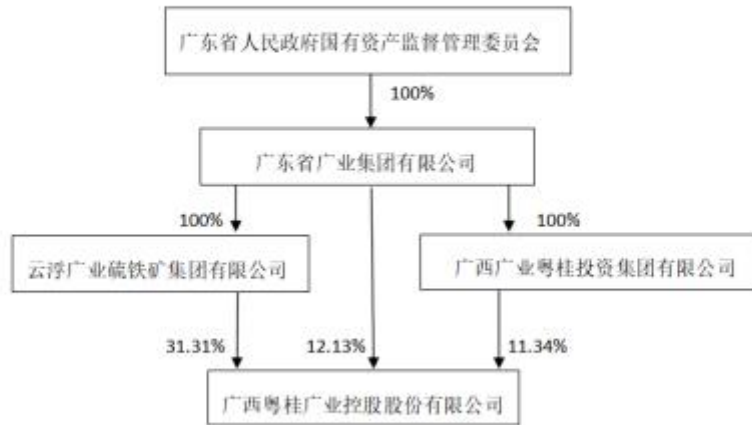 广东省人民政府国有资产监督管理委员会
100%
广东省广业集团有限公司
100%
100%
云浮广业硫铁矿集团有限公司
广西广业粤桂投资集团有限公司
31.31%
12.13%
11.34%
广西粤桂广业控股股份有限公司